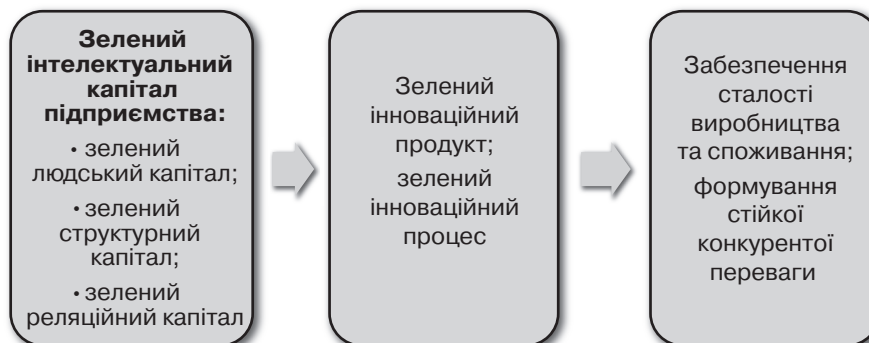 Зелений
інтелектуальний
капітал
підприємства:
• зелений
людський капітал;
• зелений
структурний
капітал;
• зелений
реляційний капітал
Зелений
інноваційний
продукт;
зелений
інноваційний
процес
Забезпечення
сталості
виробництва
та споживання;
формування
стійкої
конкурентої
переваги